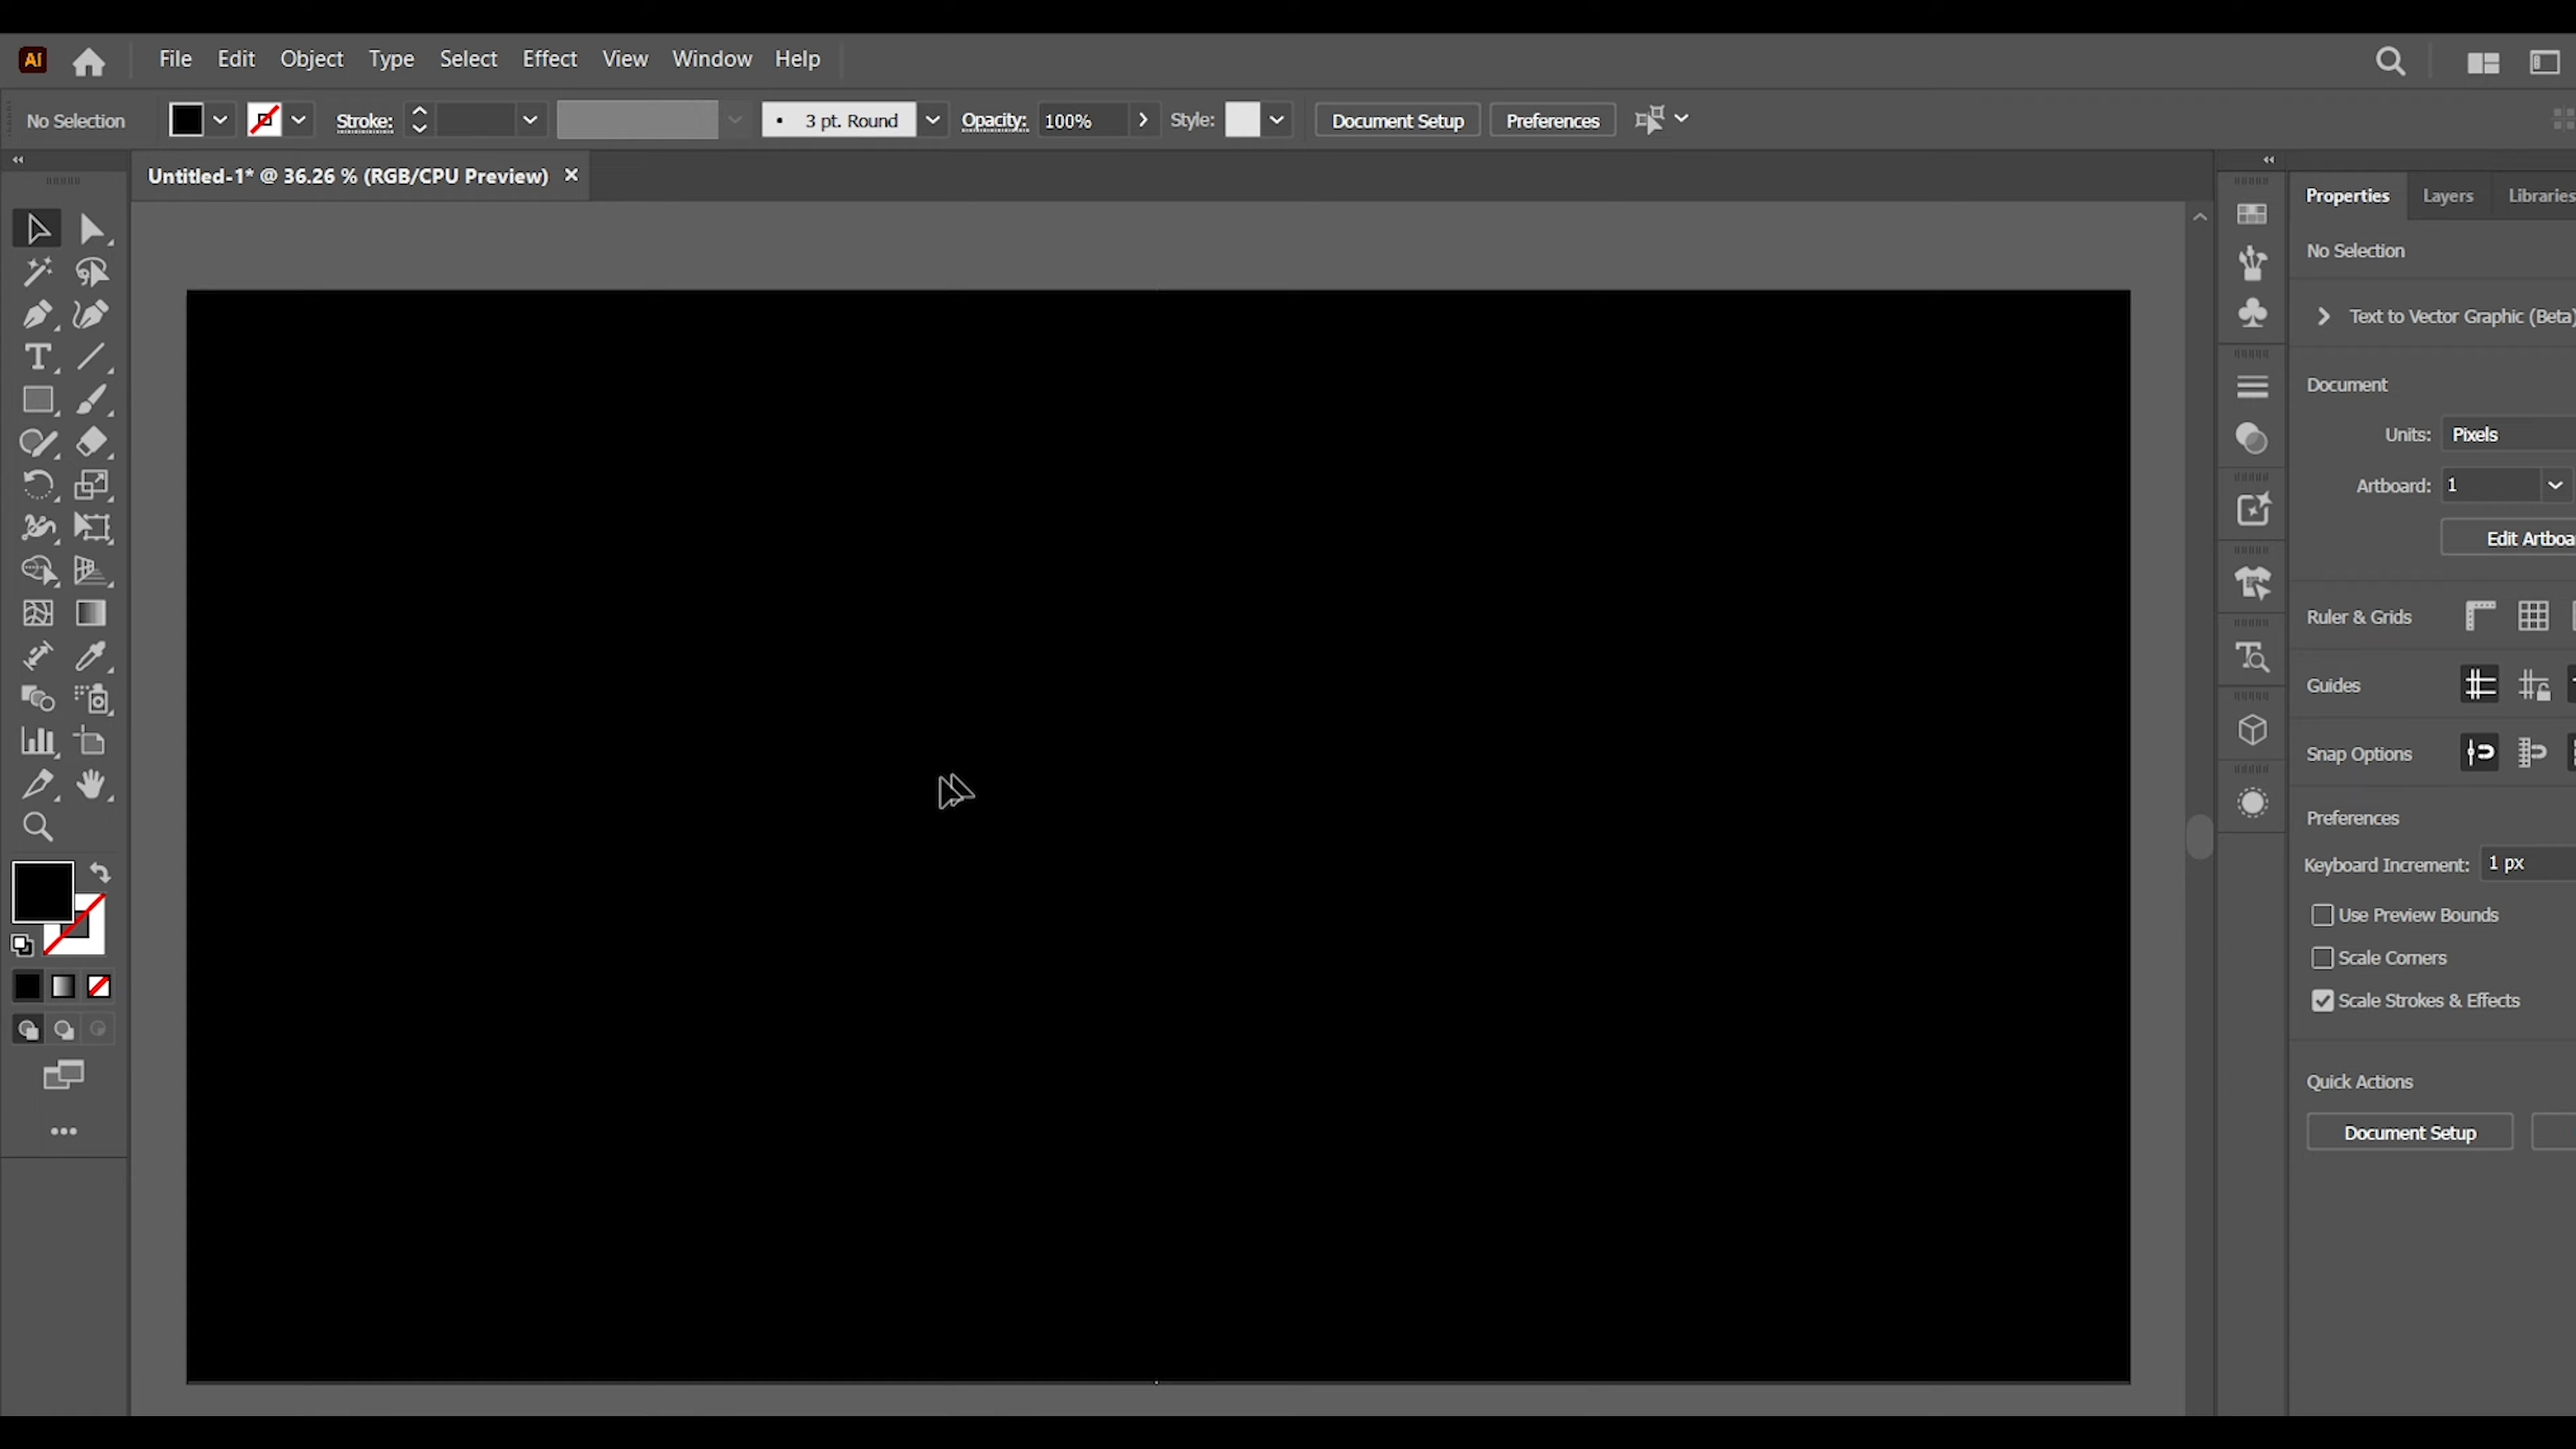 Ai File Edit Object Type Select Effect View Window Help
No Selection Stroke: 3 pt. Round Opacity: 100% Style: Document Setup Preferences
Untitled-1* @ 36.26 % (RGB/CPU Preview) ×
Properties Layers Libraries
No Selection
Text to Vector Graphic (Beta)
Document
Units: Pixels
Artboard: 1
Edit Artboa
Ruler & Grids
Guides
Snap Options
Preferences
Keyboard Increment: 1 px
Use Preview Bounds
Scale Corners
Scale Strokes & Effects
Quick Actions
Document Setup